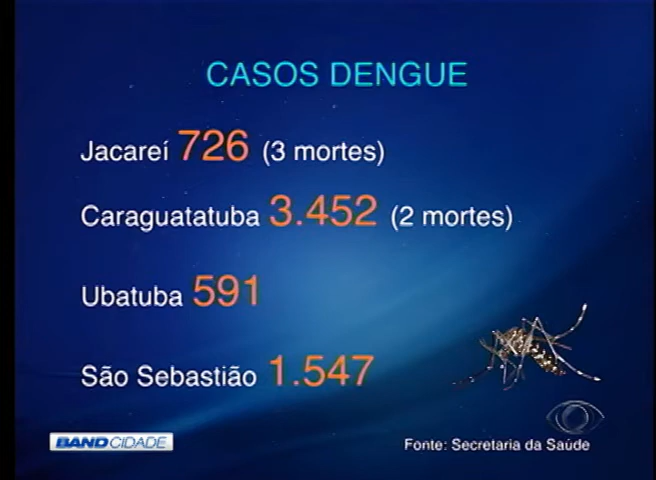 CASOS DENGUE
Jacareí 726 (3 mortes)
Caraguatatuba 3.452 (2 mortes)
Ubatuba 591
São Sebastião 1.547
BANDCIDADE
Fonte: Secretaria da Saúde